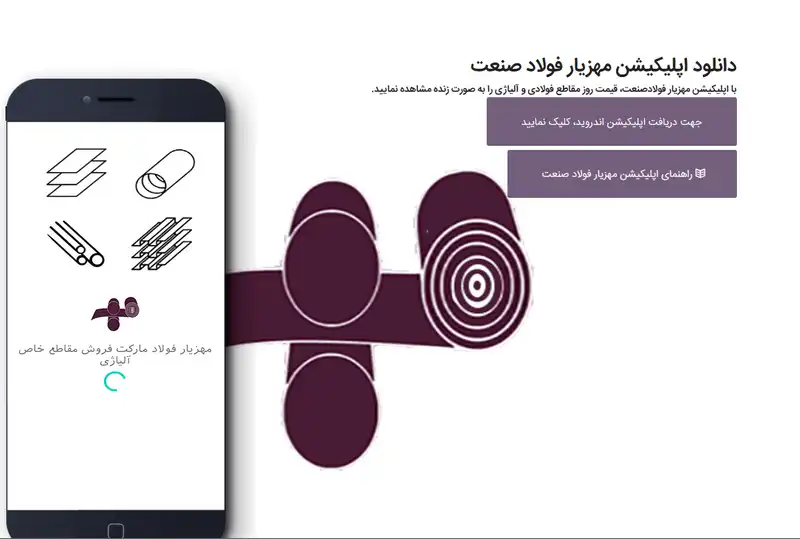 دانلود اپلیکیشن مهزیار فولاد صنعت
با اپلیکیشن مهزیار فولادصنعت، قیمت روز مقاطع فولادی و آلیاژی را به صورت زنده مشاهده نمایید.
جهت دریافت اپلیکیشن اندروید، کلیک نمایید
راهنمای اپلیکیشن مهزیار فولاد صنعت
مهزیار فولاد مارکت فروش مقاطع خاص
آلیاژی